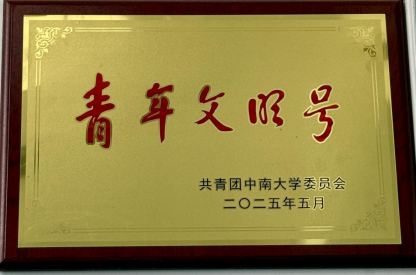 青年文明号
共青团中南大学委员会
二〇二五年五月